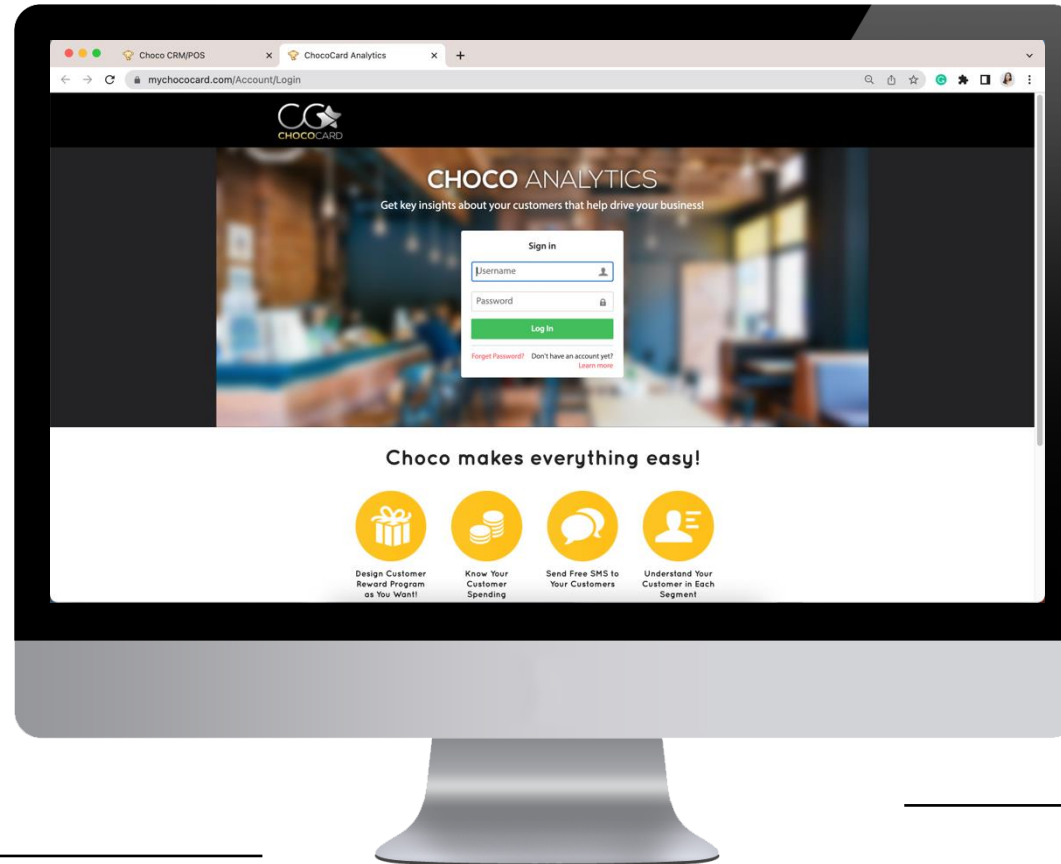 Choco CRM/POS
ChocoCard Analytics
mychococard.com/Account/Login
CHOCOCARD
CHOCO ANALYTICS
Get key insights about your customers that help drive your business!
Sign in
Username
Password
Log In
Forget Password? Don't have an account yet?
Learn more
Choco makes everything easy!
Design Customer
Reward Program
as You Want!
Know Your
Customer
Spending
Send Free SMS to
Your Customers
Understand Your
Customer in Each
Segment